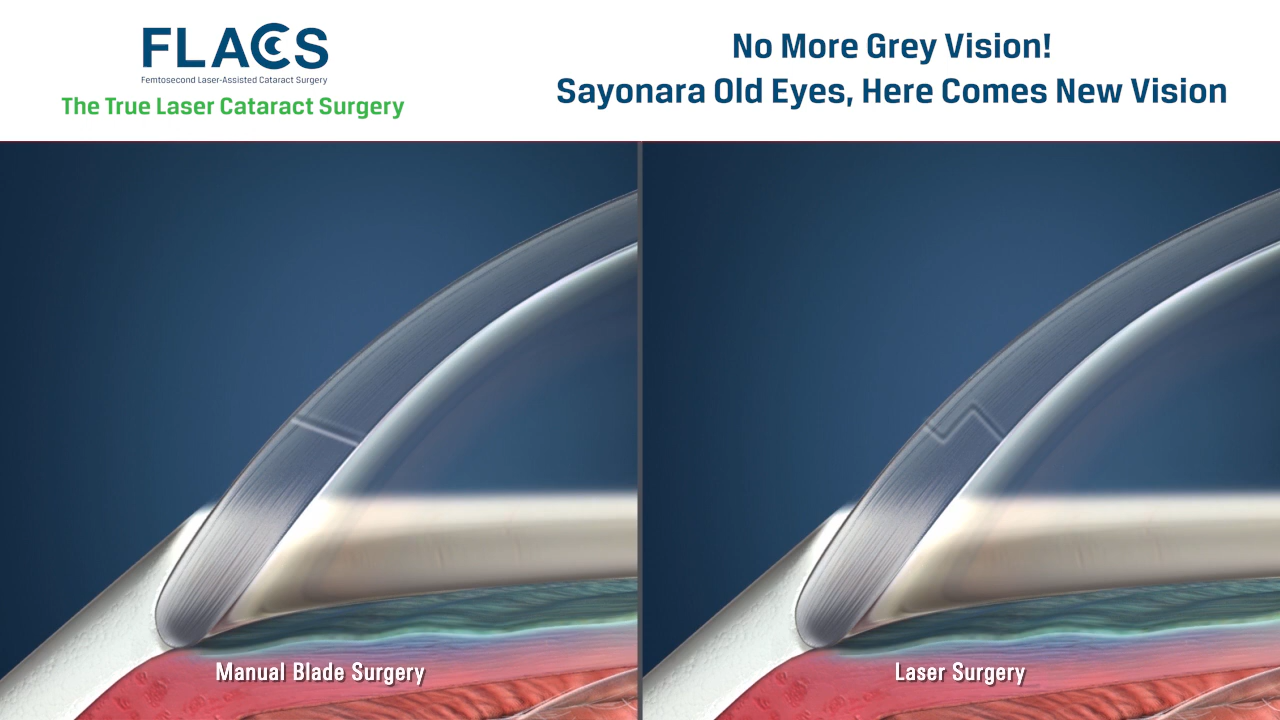 FLACS
Femtosecond Laser-Assisted Cataract Surgery
The True Laser Cataract Surgery
No More Grey Vision!
Sayonara Old Eyes, Here Comes New Vision
Manual Blade Surgery
Laser Surgery